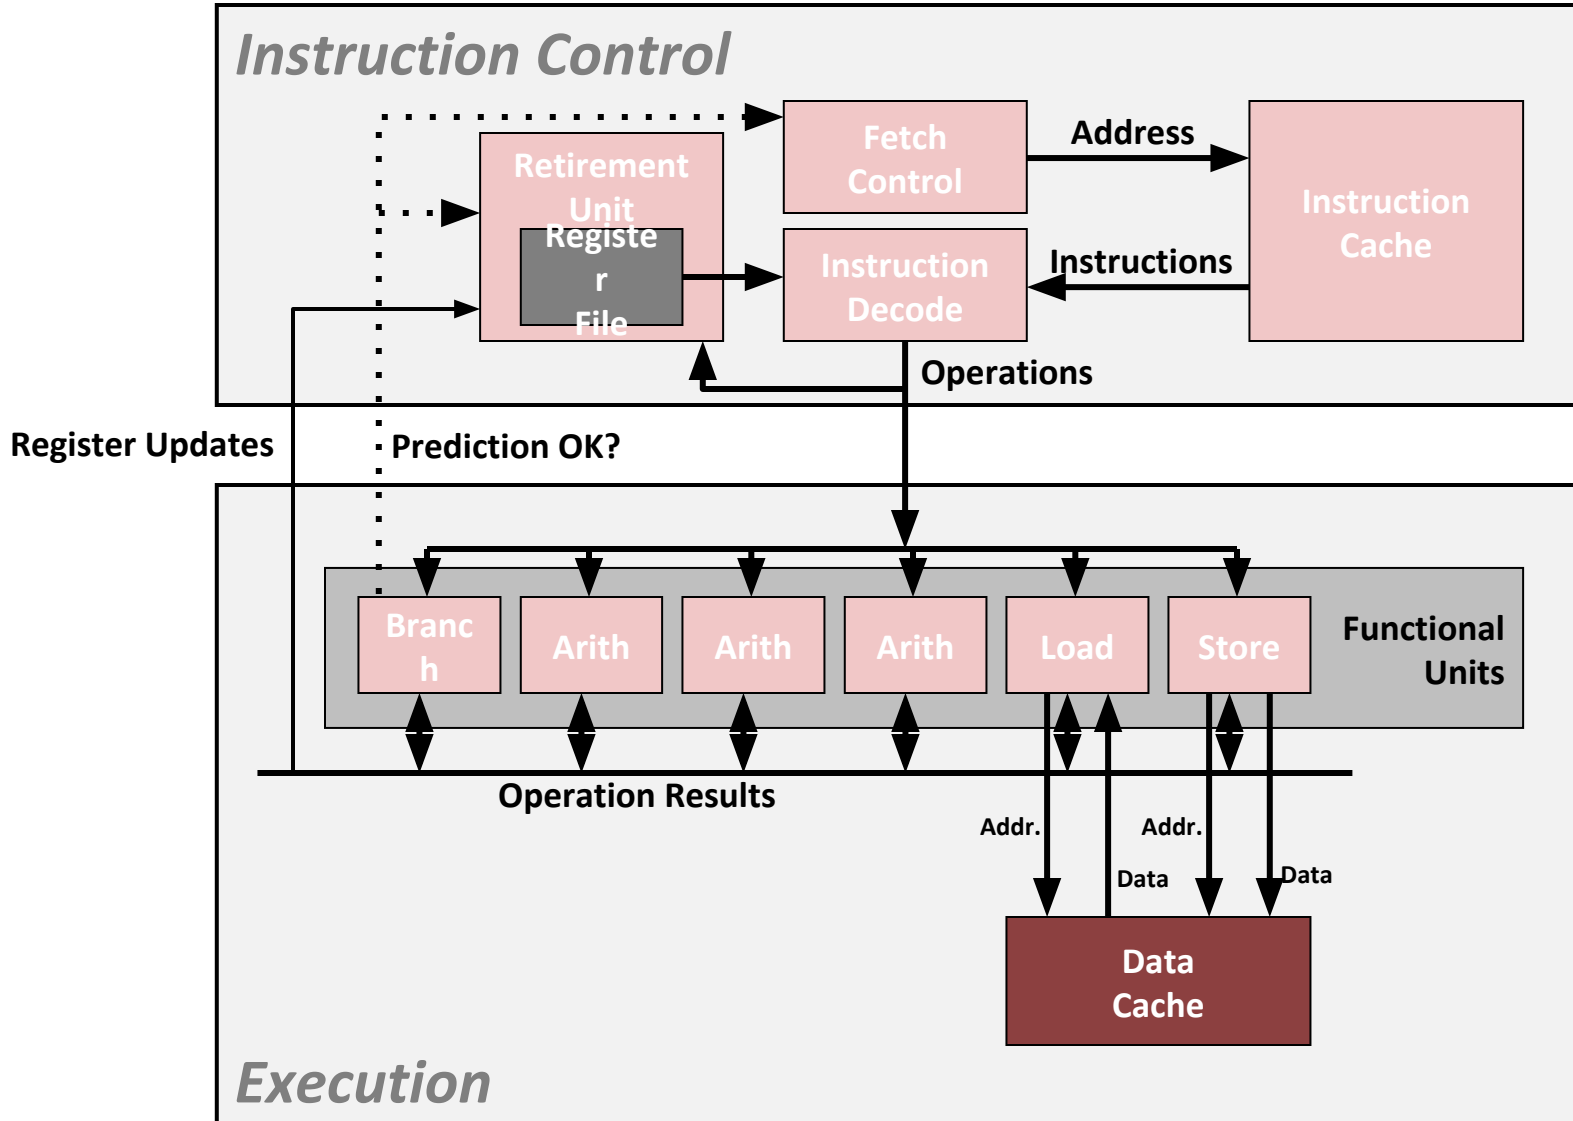 Instruction Control
Retirement
Unit
Registe
r
File
Fetch
Control
Address
Instruction
Cache
Instruction
Decode
Instructions
Operations
Register Updates
Prediction OK?
Branc
h
Arith
Arith
Arith
Load
Store
Functional
Units
Operation Results
Addr.
Addr.
Data
Data
Data
Cache
Execution